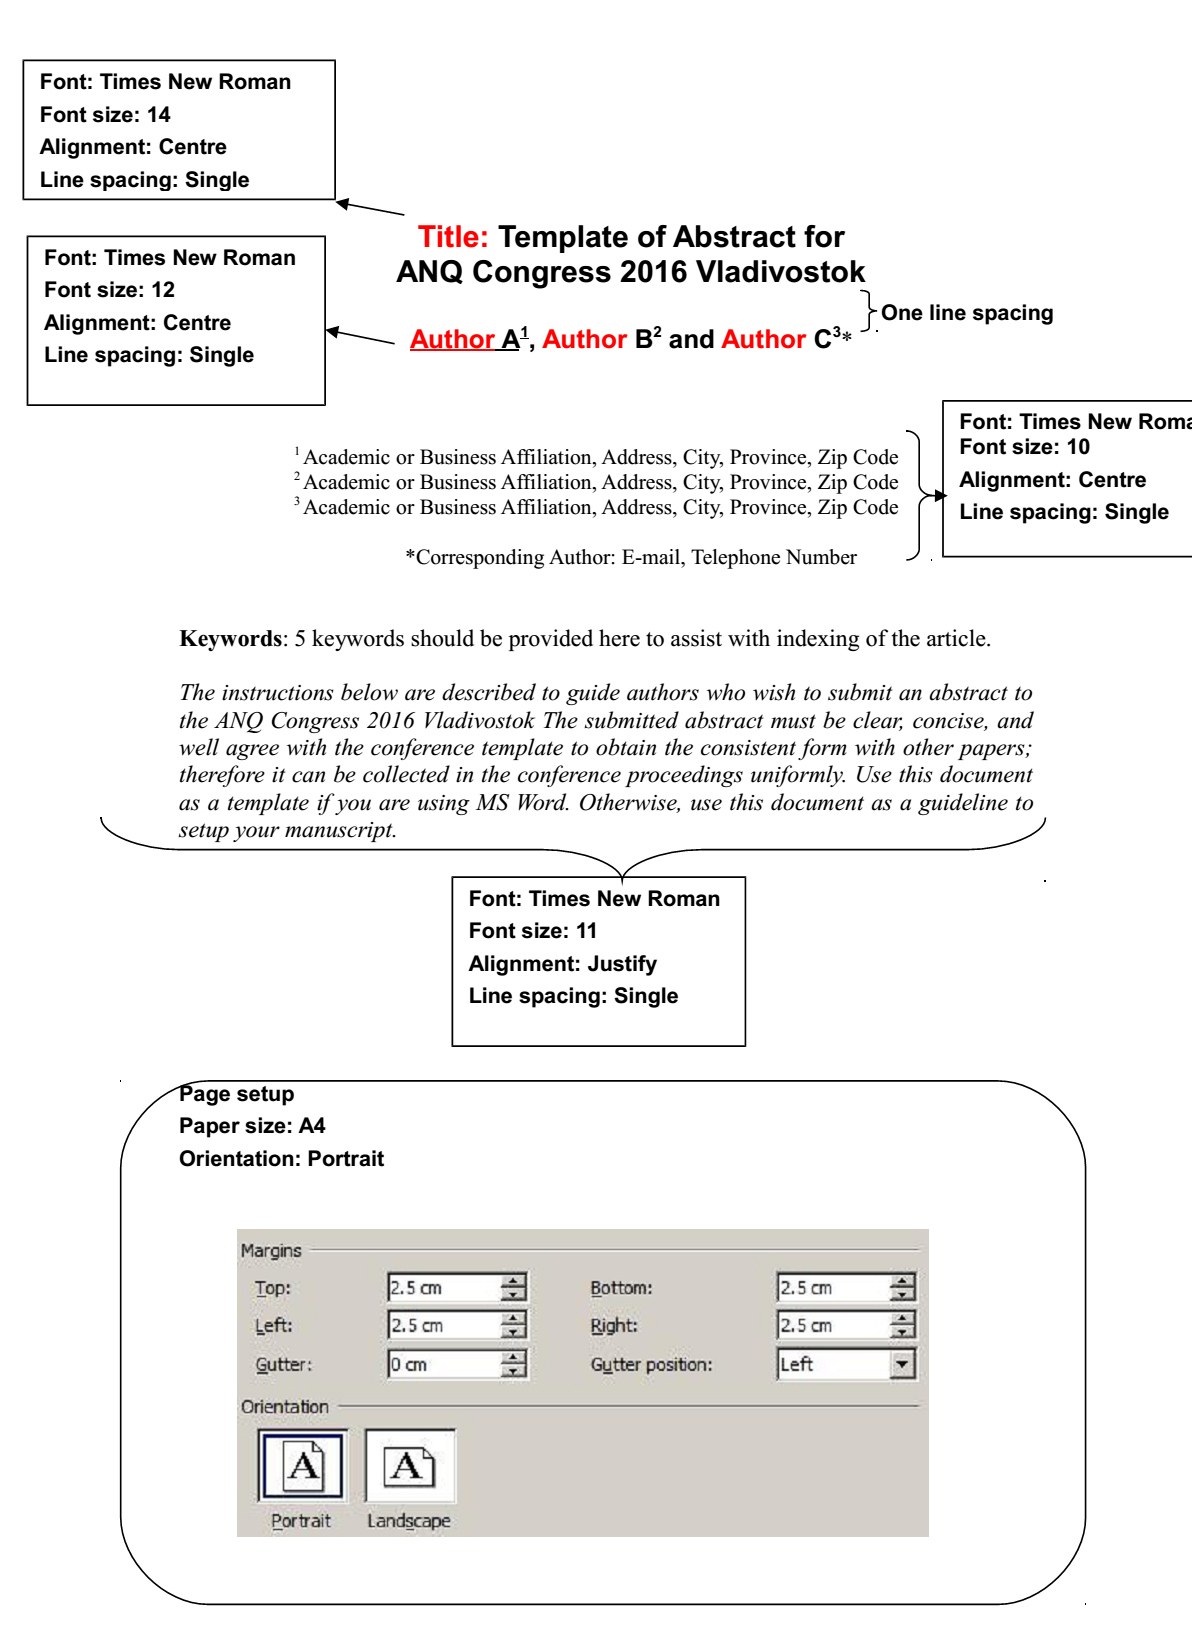 Font: Times New Roman
Font size: 14
Alignment: Centre
Line spacing: Single
Title: Template of Abstract for
ANQ Congress 2016 Vladivostok
Font: Times New Roman
Font size: 12
Alignment: Centre
Line spacing: Single
One line spacing
Author A1, Author B2 and Author C3*
Font: Times New Roma
Font size: 10
Alignment: Centre
Line spacing: Single
1 Academic or Business Affiliation, Address, City, Province, Zip Code
2 Academic or Business Affiliation, Address, City, Province, Zip Code
3 Academic or Business Affiliation, Address, City, Province, Zip Code
*Corresponding Author: E-mail, Telephone Number
Keywords: 5 keywords should be provided here to assist with indexing of the article.
The instructions below are described to guide authors who wish to submit an abstract to
the ANQ Congress 2016 Vladivostok The submitted abstract must be clear, concise, and
well agree with the conference template to obtain the consistent form with other papers;
therefore it can be collected in the conference proceedings uniformly. Use this document
as a template if you are using MS Word. Otherwise, use this document as a guideline to
setup your manuscript.
Font: Times New Roman
Font size: 11
Alignment: Justify
Line spacing: Single
Page setup
Paper size: A4
Orientation: Portrait
Margins
Top: 2.5 cm Bottom: 2.5 cm
Left: 2.5 cm Right: 2.5 cm
Gutter: 0 cm Gutter position: Left
Orientation
A A
Portrait Landscape